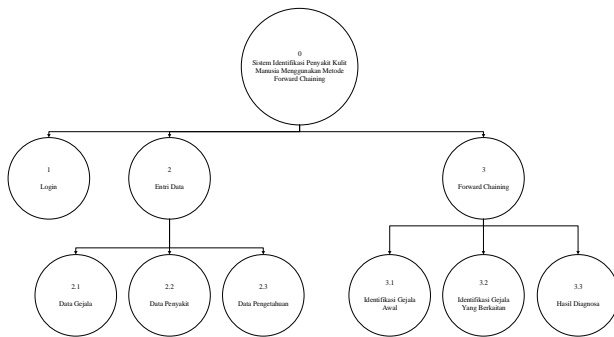 0
Sistem Identifikasi Penyakit Kulit
Manusia Menggunakan Metode
Forward Chaining
1
Login
2
Entri Data
3
Forward Chaining
2.1
Data Gejala
2.2
Data Penyakit
2.3
Data Pengetahuan
3.1
Identifikasi Gejala
Awal
3.2
Identifikasi Gejala
Yang Berkaitan
3.3
Hasil Diagnosa